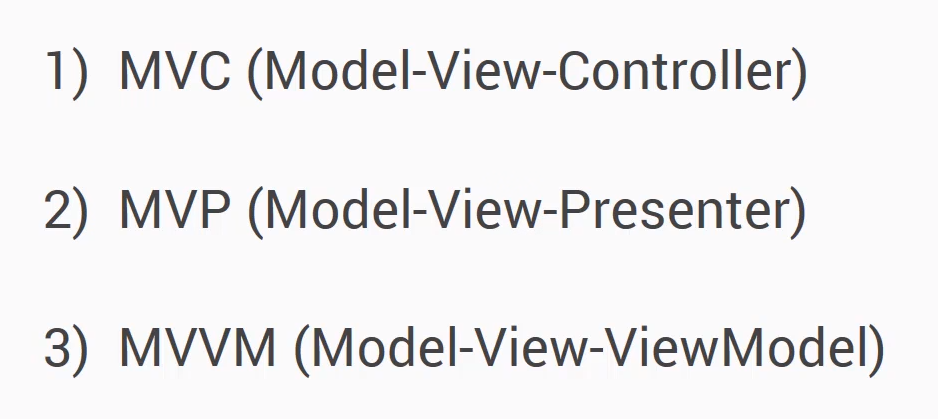 1) MVC (Model-View-Controller)
2) MVP (Model-View-Presenter)
3) MVVM (Model-View-ViewModel)